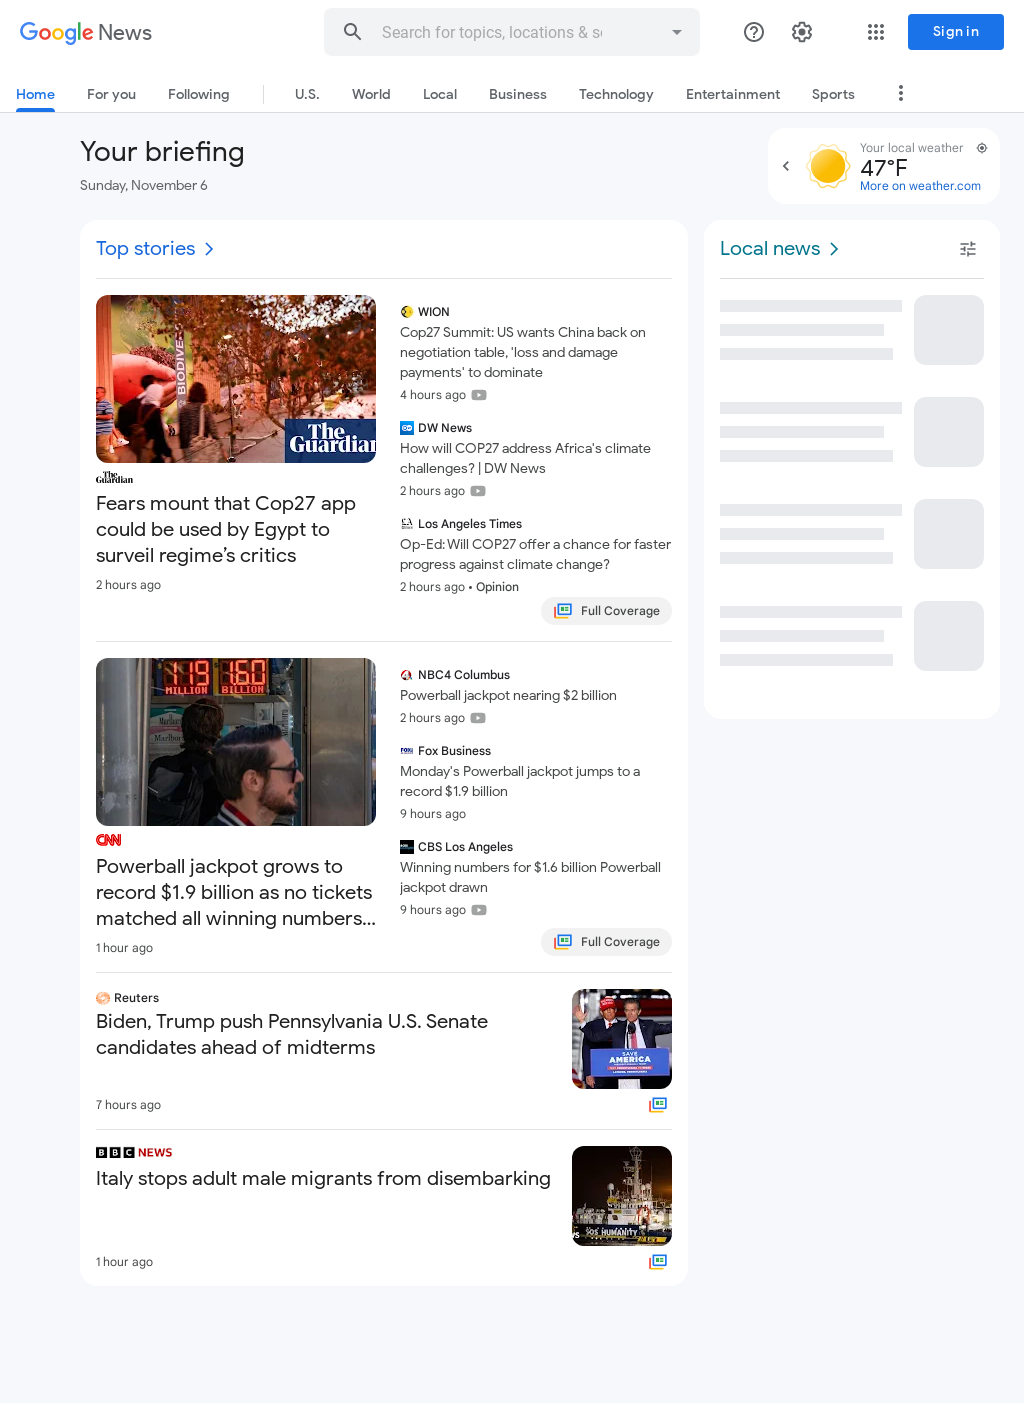 Google News
Search for topics, locations & so
Sign in
Home
For you
Following
U.S.
World
Local
Business
Technology
Entertainment
Sports
Your briefing
Sunday, November 6
Your local weather
47°F
More on weather.com
Top stories
BIODIVE
The
Guardian
The
Guardian
Fears mount that Cop27 app
could be used by Egypt to
surveil regime’s critics
2 hours ago
WION
Cop27 Summit: US wants China back on
negotiation table, 'loss and damage
payments' to dominate
4 hours ago
DW News
How will COP27 address Africa's climate
challenges? | DW News
2 hours ago
Los Angeles Times
Op-Ed: Will COP27 offer a chance for faster
progress against climate change?
2 hours ago • Opinion
Full Coverage
119 160
MILLION BILLION
Marlboro
CNN
Powerball jackpot grows to
record $1.9 billion as no tickets
matched all winning numbers...
1 hour ago
NBC4 Columbus
Powerball jackpot nearing $2 billion
2 hours ago
Fox Business
Monday's Powerball jackpot jumps to a
record $1.9 billion
9 hours ago
CBS Los Angeles
Winning numbers for $1.6 billion Powerball
jackpot drawn
9 hours ago
Full Coverage
Reuters
Biden, Trump push Pennsylvania U.S. Senate
candidates ahead of midterms
7 hours ago
SAVE
AMERICA
BBC NEWS
Italy stops adult male migrants from disembarking
1 hour ago
SOS HUMANITY
Local news